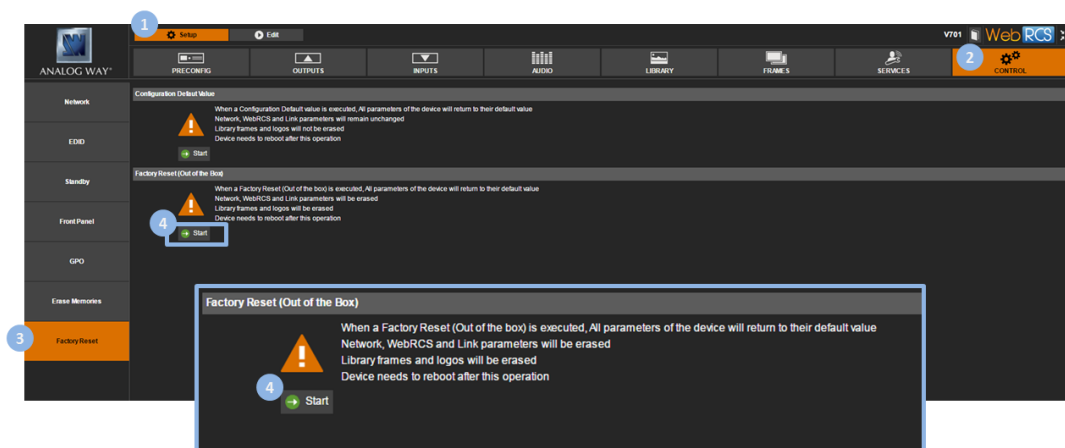 1
Setup
Edit
V701
Web RCS
ANALOG WAY®
PRECONFIG
OUTPUTS
INPUTS
AUDIO
LIBRARY
FRAMES
SERVICES
2
CONTROL
Network
EDID
Standby
Front Panel
GPO
Erase Memories
3
Factory Reset
Configuration Default Value
When a Configuration Default value is executed, All parameters of the device will return to their default value
Network, WebRCS and Link parameters will remain unchanged
Library frames and logos will not be erased
Device needs to reboot after this operation
Start
Factory Reset (Out of the Box)
When a Factory Reset (Out of the box) is executed, All parameters of the device will return to their default value
Network, WebRCS and Link parameters will be erased
Library frames and logos will be erased
Device needs to reboot after this operation
4
Start
Factory Reset (Out of the Box)
When a Factory Reset (Out of the box) is executed, All parameters of the device will return to their default value
Network, WebRCS and Link parameters will be erased
Library frames and logos will be erased
Device needs to reboot after this operation
4
Start